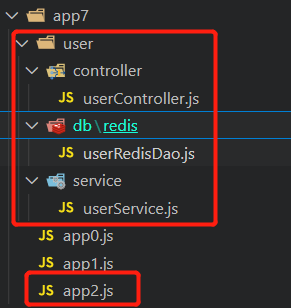 app7
user
controller
JS userController.js
db\redis
userRedisDao.js
service
JS userService.js
JS app0.js
JS app1.js
JS app2.js